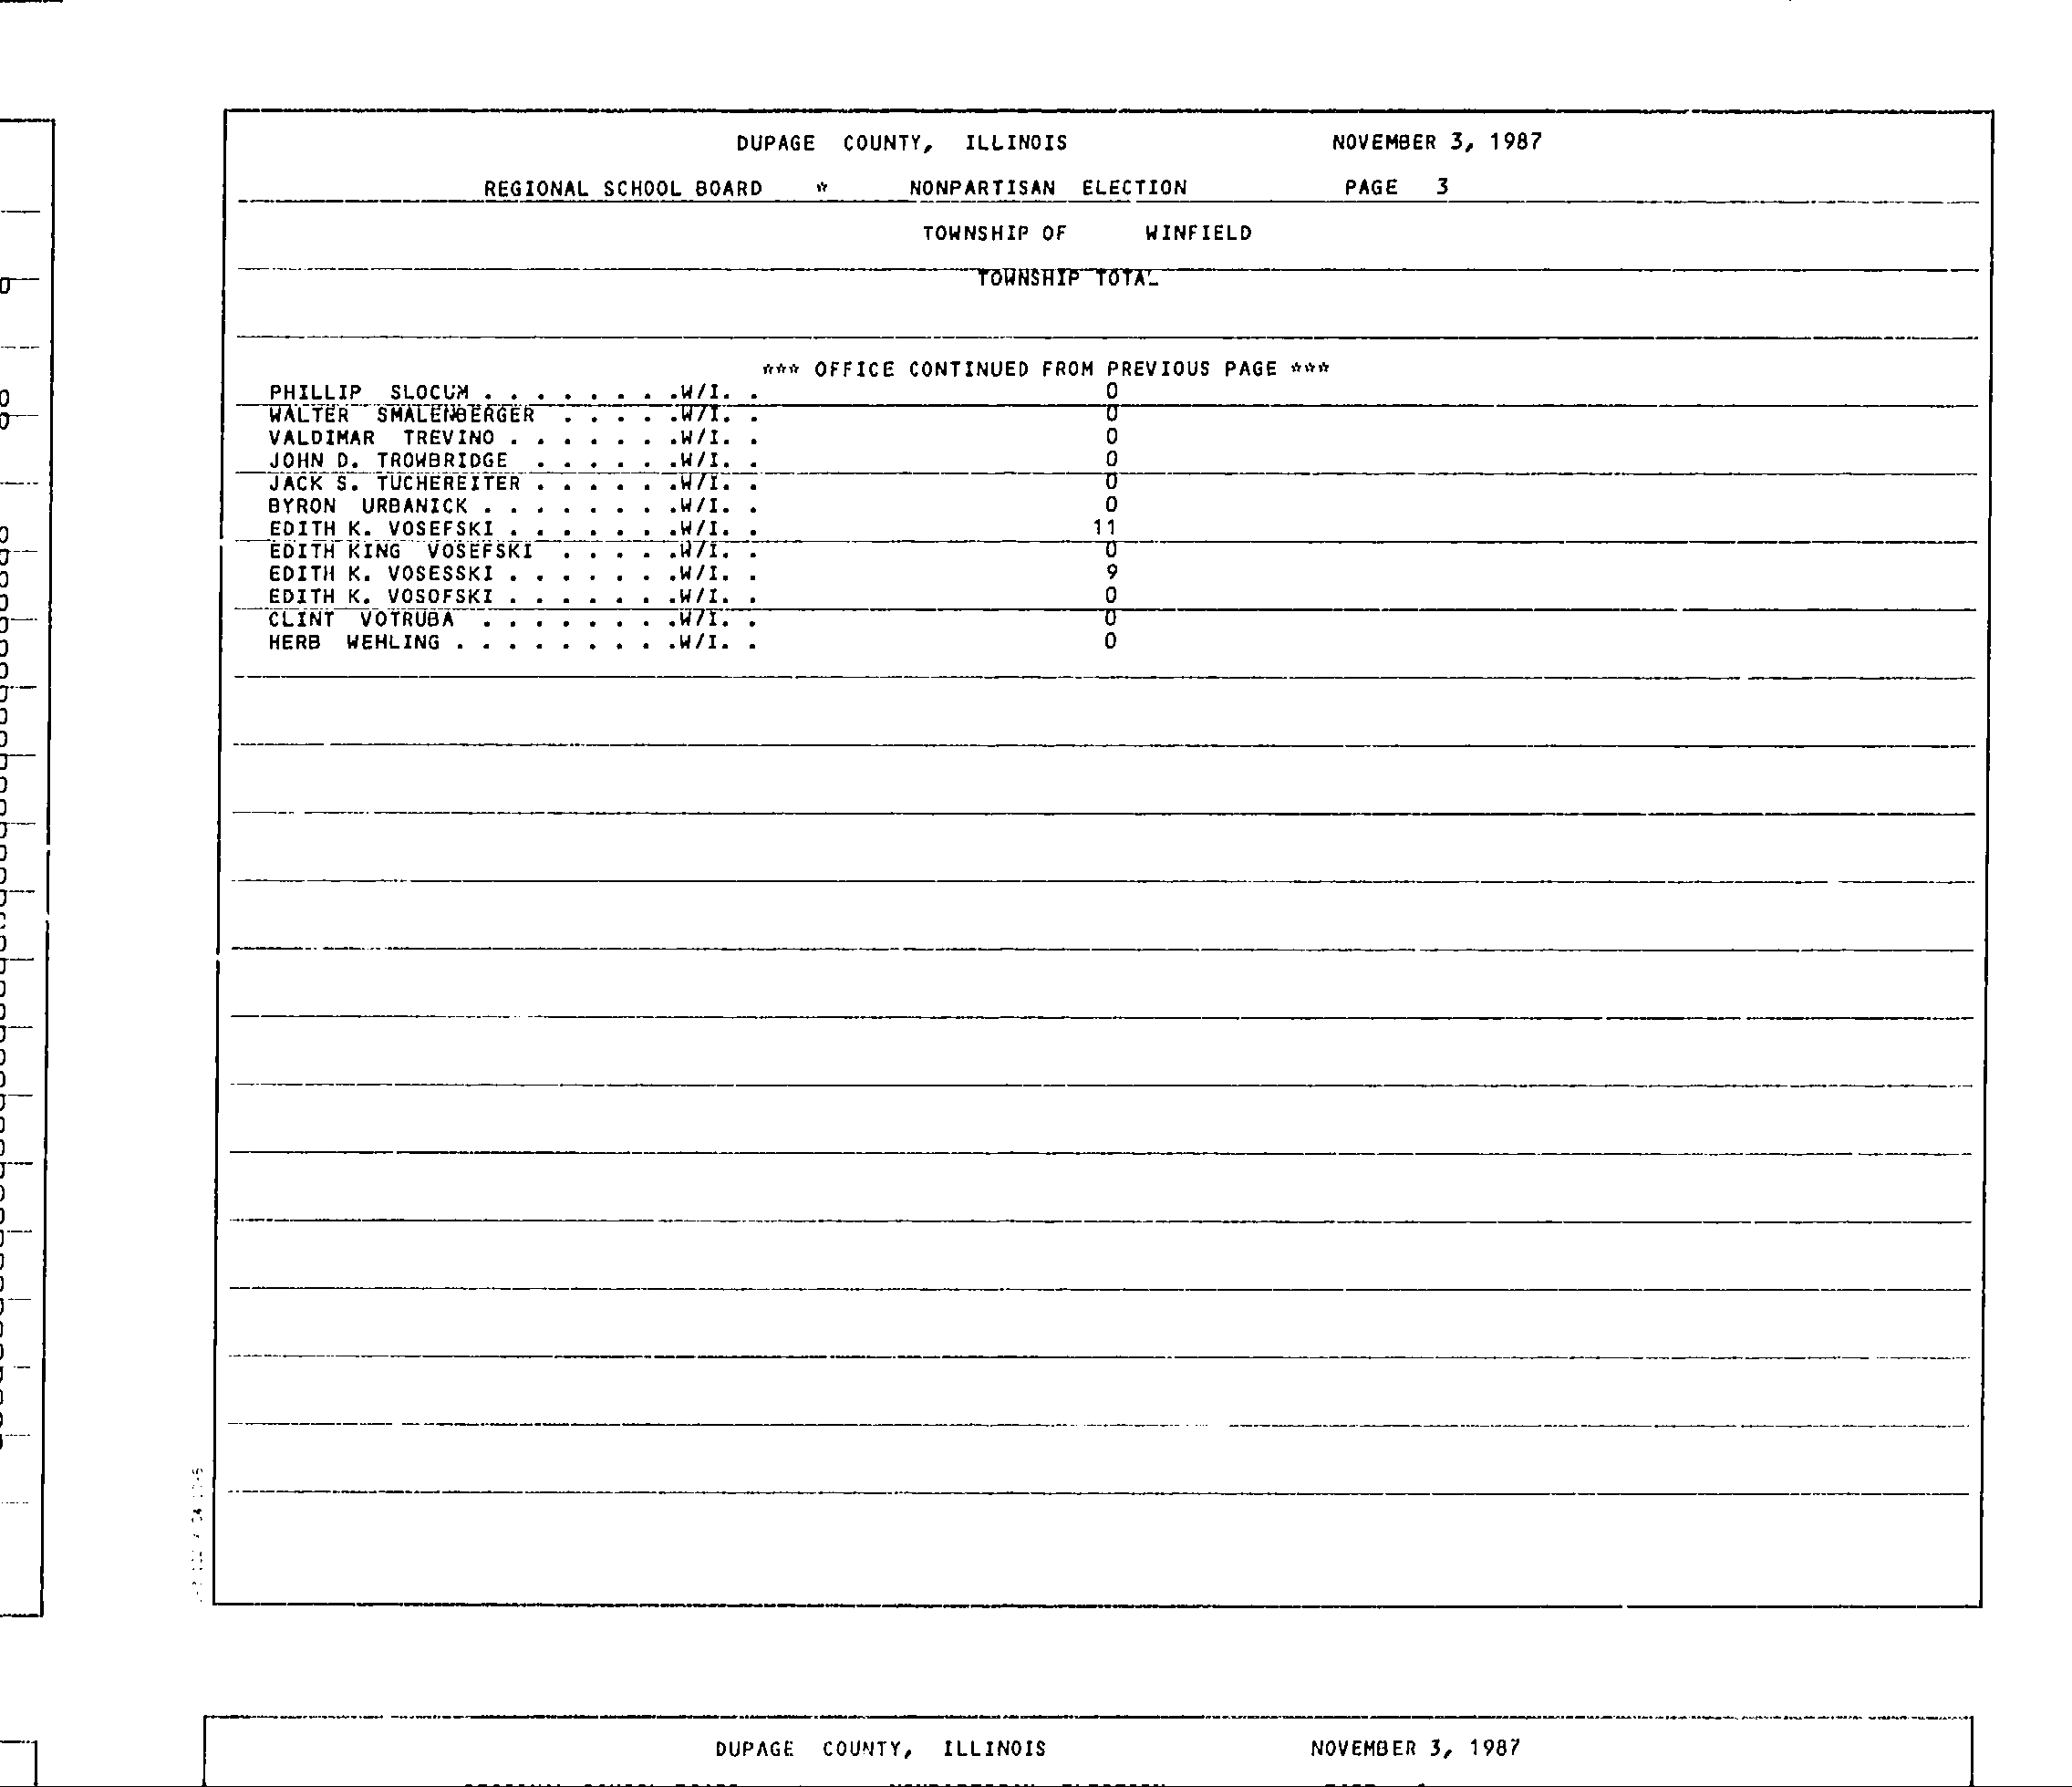 DUPAGE COUNTY, ILLINOIS NOVEMBER 3, 1987
REGIONAL SCHOOL BOARD * NONPARTISAN ELECTION PAGE 3
TOWNSHIP OF WINFIELD
TOWNSHIP TOTAL
*** OFFICE CONTINUED FROM PREVIOUS PAGE ***
PHILLIP SLOCUM . . . . . . . .W/I. . 0
WALTER SMALENBERGER . . . . .W/I. . 0
VALDIMAR TREVINO . . . . . . .W/I. . 0
JOHN D. TROWBRIDGE . . . . . .W/I. . 0
JACK S. TUCHEREITER . . . . . .W/I. . 0
BYRON URBANICK . . . . . . . .W/I. . 0
EDITH K. VOSEFSKI . . . . . . .W/I. . 11
EDITH KING VOSEFSKI . . . . .W/I. . 0
EDITH K. VOSESSKI . . . . . . .W/I. . 9
EDITH K. VOSOFSKI . . . . . . .W/I. . 0
CLINT VOTRUBA . . . . . . . .W/I. . 0
HERB WEHLING . . . . . . . . .W/I. . 0
DUPAGE COUNTY, ILLINOIS NOVEMBER 3, 1987